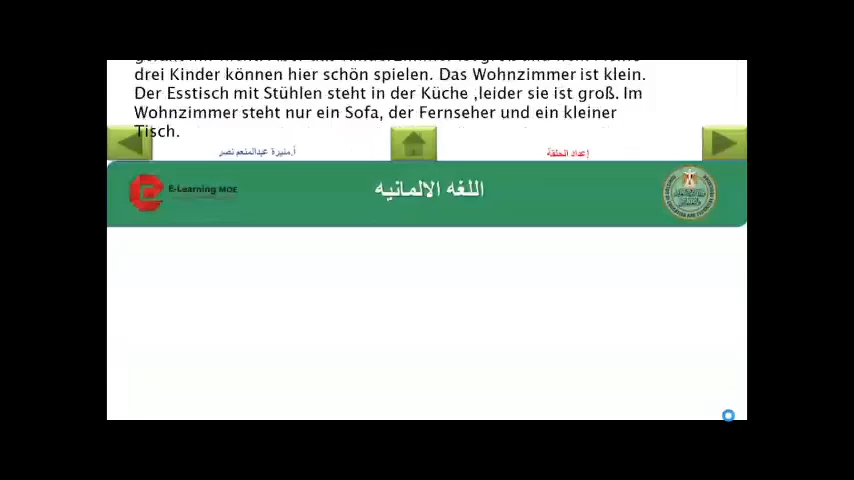 drei Kinder können hier schön spielen. Das Wohnzimmer ist klein.
Der Esstisch mit Stühlen steht in der Küche ,leider sie ist groß. Im
Wohnzimmer steht nur ein Sofa, der Fernseher und ein kleiner
Tisch.
إعداد الحلقة
أ.منيرة عبدالمنعم نصر
E-Learning MOE
اللغه الالمانيه